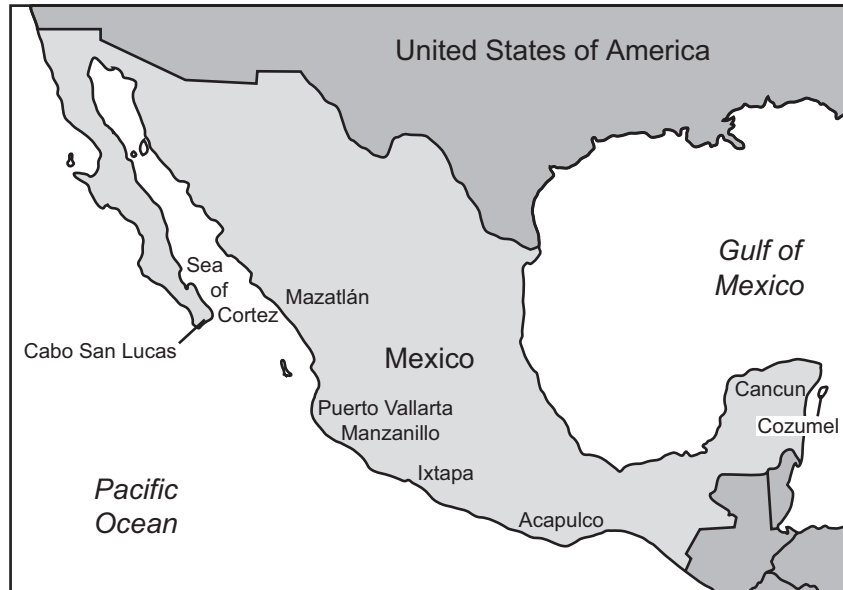 United States of America
Gulf of
Mexico
Sea
of
Cortez
Mazatlán
Cabo San Lucas
Mexico
Cancun
Cozumel
Puerto Vallarta
Manzanillo
Ixtapa
Pacific
Ocean
Acapulco